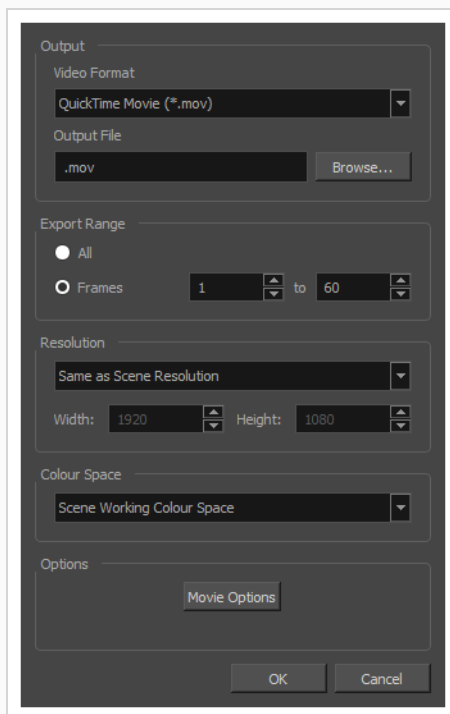 Output
Video Format
QuickTime Movie (*.mov)
Output File
.mov Browse...
Export Range
All
Frames 1 to 60
Resolution
Same as Scene Resolution
Width: 1920 Height: 1080
Colour Space
Scene Working Colour Space
Options
Movie Options
OK Cancel